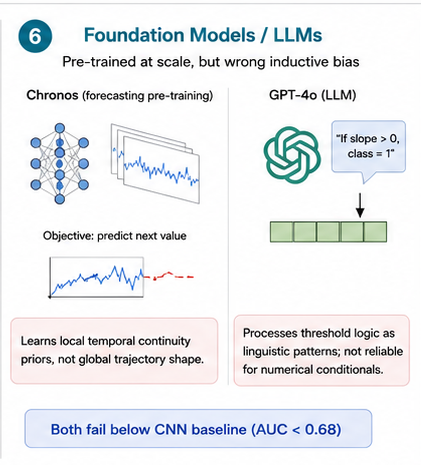 6
Foundation Models / LLMs
Pre-trained at scale, but wrong inductive bias
Chronos (forecasting pre-training)
Objective: predict next value
Learns local temporal continuity
priors, not global trajectory shape.
GPT-4o (LLM)
"If slope > 0,
class = 1"
Processes threshold logic as
linguistic patterns; not reliable
for numerical conditionals.
Both fail below CNN baseline (AUC < 0.68)